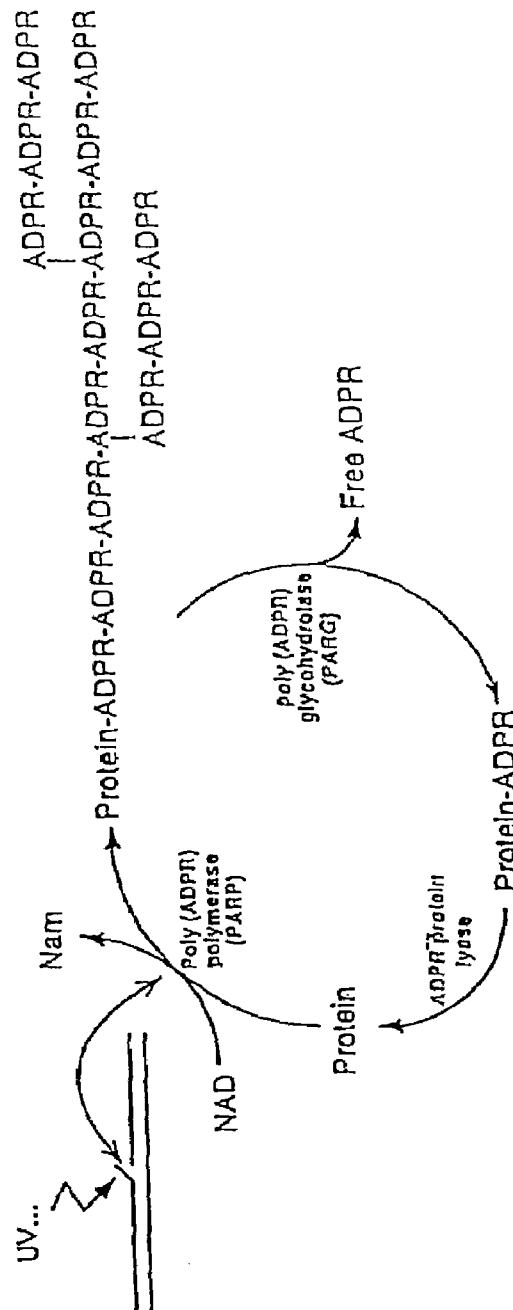 UV...
Nam
ADPR-ADPR-ADPR
Protein-ADPR-ADPR-ADPR-ADPR-ADPR-ADPR-ADPR
ADPR-ADPR-ADPR
NAD
Poly (ADPR)
polymerase
(PARP)
poly (ADPR)
glycohydrolase
(PARG)
Free ADPR
Protein
ADPR-protein
lyase
Protein-ADPR